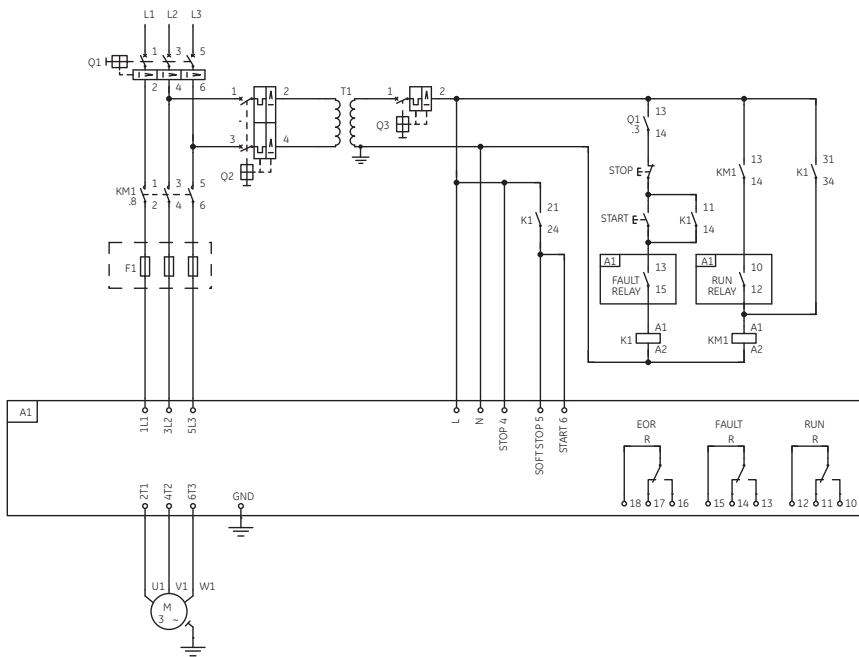 L1 L2 L3
Q1
1 3 5
I> I> I>
2 4 6
1 2
3 4
Q2
T1
1 2
Q3
KM1
.8
1 3 5
2 4 6
F1
Q1
.3
13
14
STOP
START
K1
11
14
K1
21
24
KM1
13
14
K1
31
34
A1
FAULT
RELAY
13
15
A1
RUN
RELAY
10
12
K1
A1
A2
KM1
A1
A2
A1
1L1
3L2
5L3
L
N
STOP 4
SOFT STOP 5
START 6
2T1
4T2
6T3
GND
EOR
R
18 17 16
FAULT
R
15 14 13
RUN
R
12 11 10
U1 V1 W1
M
3 ~